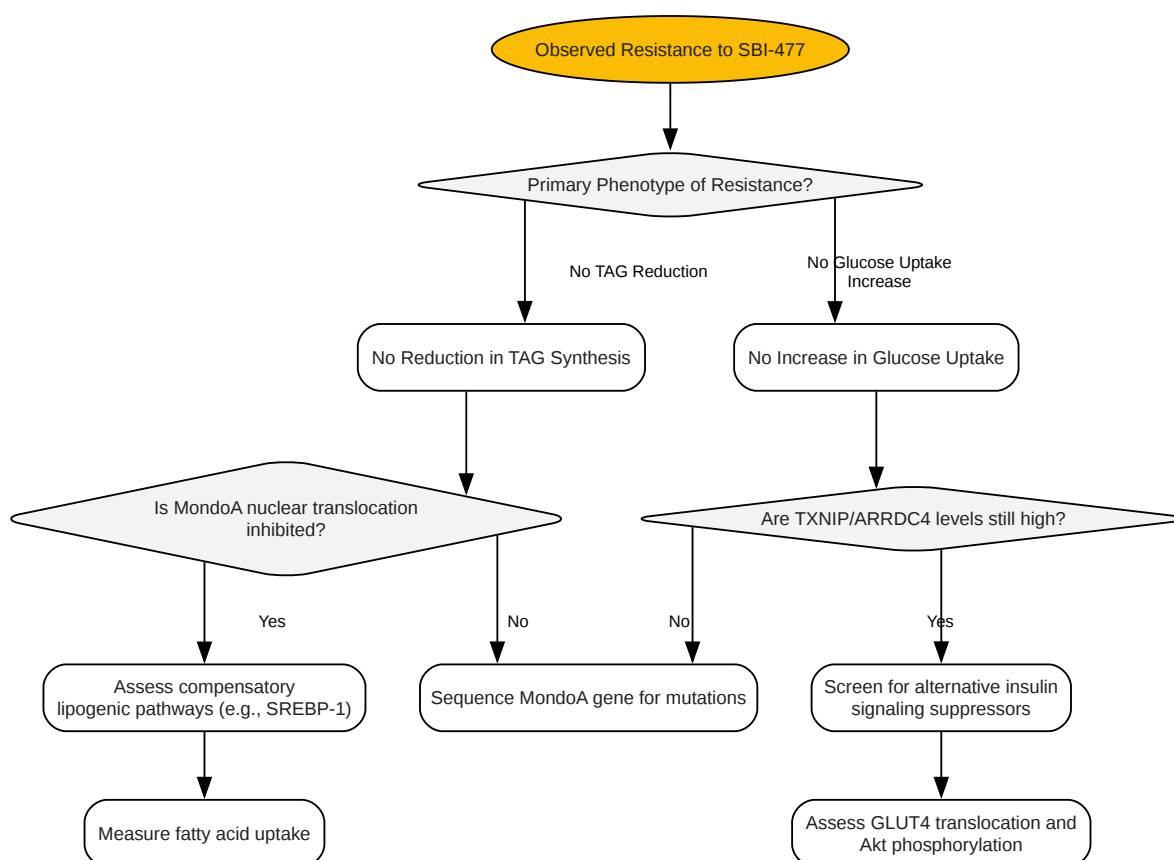 Observed Resistance to SBI-477
Primary Phenotype of Resistance?
No TAG Reduction
No Glucose Uptake
Increase
No Reduction in TAG Synthesis
No Increase in Glucose Uptake
Is MondoA nuclear translocation
inhibited?
Are TXNIP/ARRDC4 levels still high?
Yes
No
No
Yes
Assess compensatory
lipogenic pathways (e.g., SREBP-1)
Sequence MondoA gene for mutations
Screen for alternative insulin
signaling suppressors
Measure fatty acid uptake
Assess GLUT4 translocation and
Akt phosphorylation